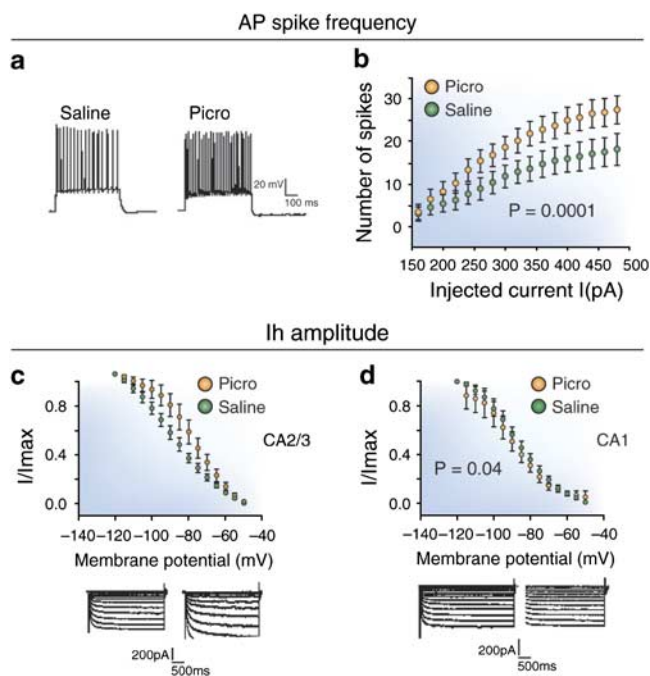 AP spike frequency
a
Saline
Picro
20 mV
100 ms
b
Picro
Saline
Number of spikes
30
20
10
0
P = 0.0001
150 200 250 300 350 400 450 500
Injected current I(pA)
Ih amplitude
c
Picro
Saline
CA2/3
I/Imax
0.8
0.4
0.0
−140 −120 −100 −80 −60 −40
Membrane potential (mV)
200pA
500ms
d
Picro
Saline
CA1
P = 0.04
I/Imax
0.8
0.4
0.0
−140 −120 −100 −80 −60 −40
Membrane potential (mV)
200pA
500ms